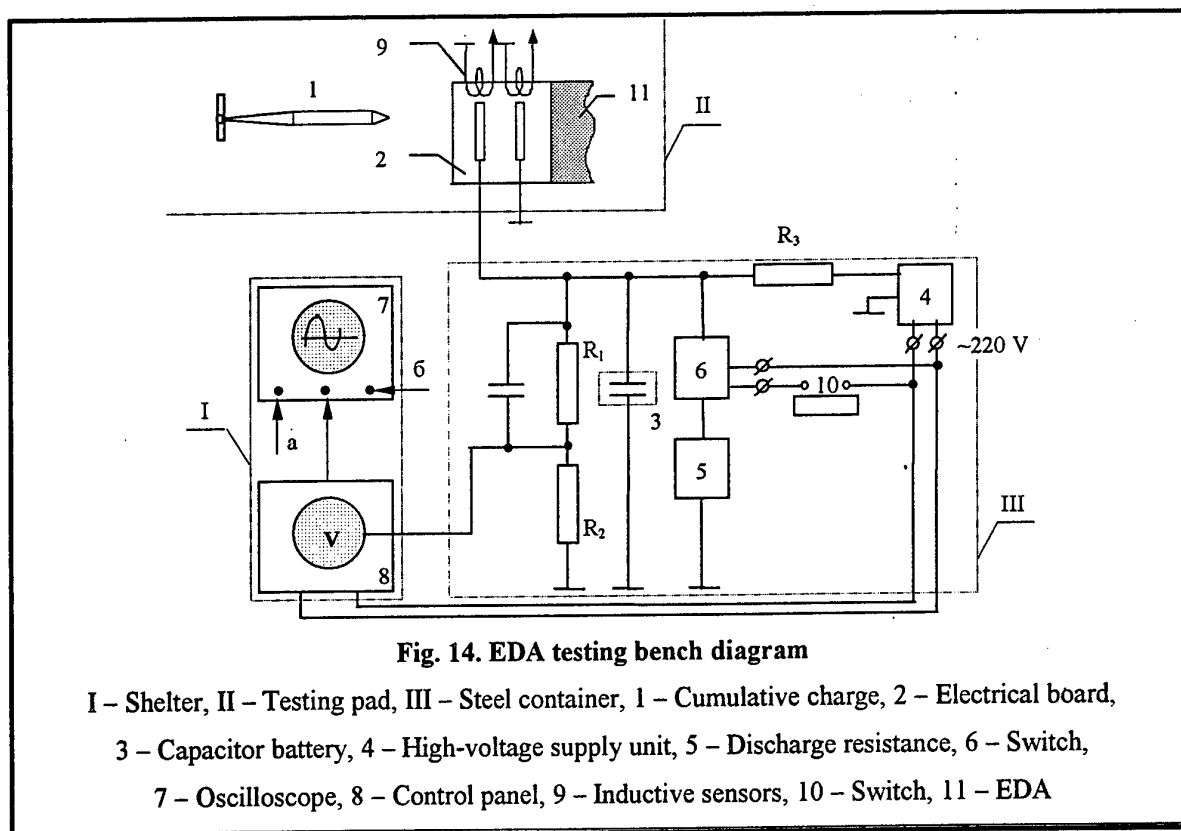 9
1
11
II
2
R₃
4
7
~220 V
R₁
б
6
10
I
3
a
5
III
V
R₂
8
Fig. 14. EDA testing bench diagram
I – Shelter, II – Testing pad, III – Steel container, 1 – Cumulative charge, 2 – Electrical board,
3 – Capacitor battery, 4 – High-voltage supply unit, 5 – Discharge resistance, 6 – Switch,
7 – Oscilloscope, 8 – Control panel, 9 – Inductive sensors, 10 – Switch, 11 – EDA